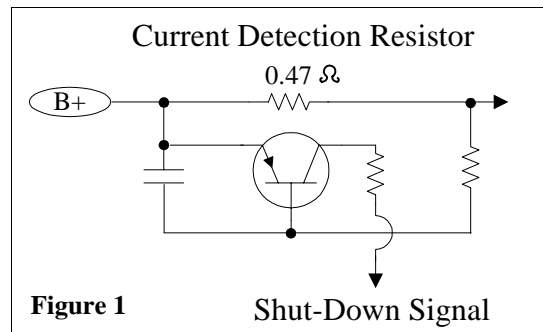 Current Detection Resistor
0.47 Ω
B+
Figure 1
Shut-Down Signal